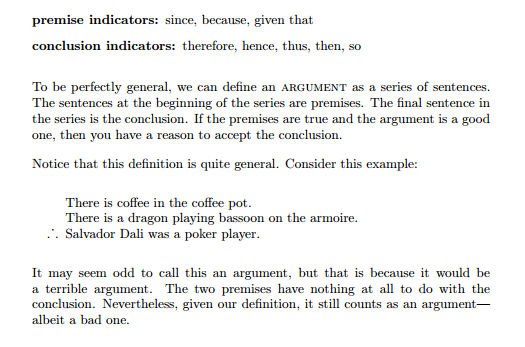 premise indicators: since, because, given that
conclusion indicators: therefore, hence, thus, then, so
To be perfectly general, we can define an ARGUMENT as a series of sentences.
The sentences at the beginning of the series are premises. The final sentence in
the series is the conclusion. If the premises are true and the argument is a good
one, then you have a reason to accept the conclusion.
Notice that this definition is quite general. Consider this example:
There is coffee in the coffee pot.
There is a dragon playing bassoon on the armoire.
∴ Salvador Dali was a poker player.
It may seem odd to call this an argument, but that is because it would be
a terrible argument. The two premises have nothing at all to do with the
conclusion. Nevertheless, given our definition, it still counts as an argument—
albeit a bad one.